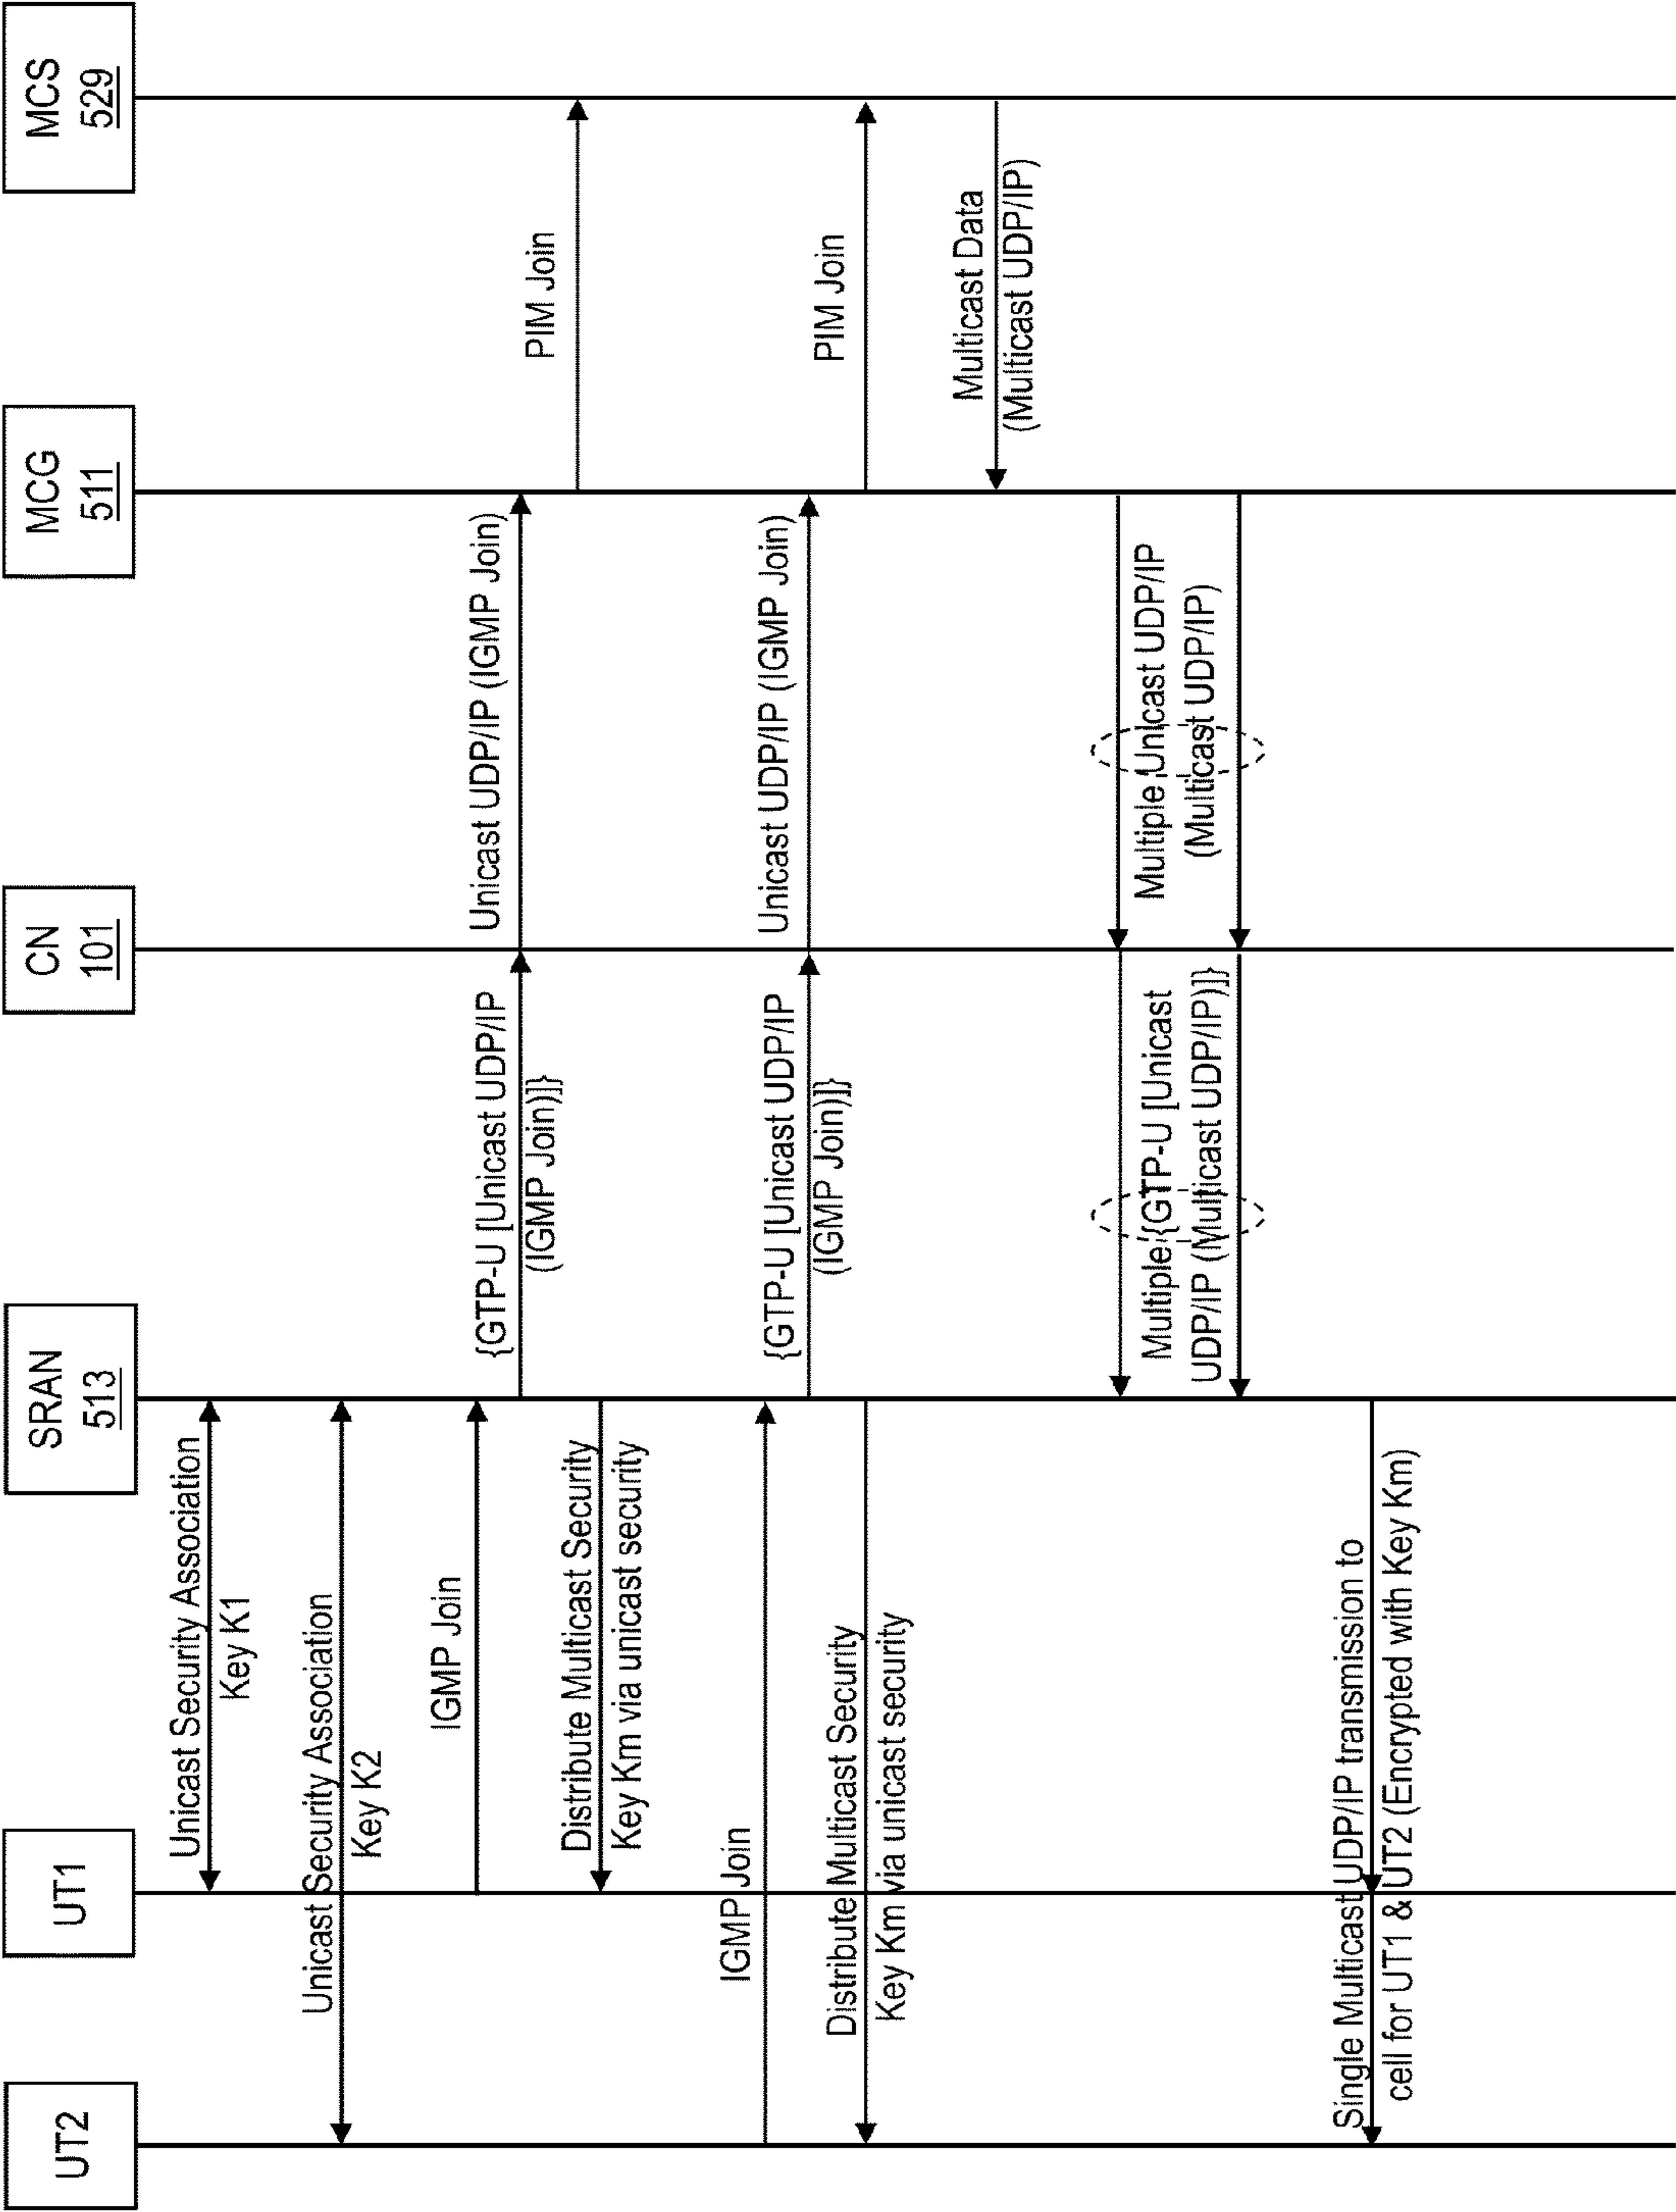 UT2
UT1
SRAN
513
CN
101
MCG
511
MCS
529
Unicast Security Association
Key K1
Unicast Security Association
Key K2
IGMP Join
{GTP-U [Unicast UDP/IP
(IGMP Join)]}
Unicast UDP/IP (IGMP Join)
PIM Join
Distribute Multicast Security
Key Km via unicast security
IGMP Join
{GTP-U [Unicast UDP/IP
(IGMP Join)]}
Unicast UDP/IP (IGMP Join)
PIM Join
Distribute Multicast Security
Key Km via unicast security
Multicast Data
(Multicast UDP/IP)
Multiple Unicast UDP/IP
(Multicast UDP/IP)
Multiple {GTP-U [Unicast
UDP/IP (Multicast UDP/IP)]}
Single Multicast UDP/IP transmission to
cell for UT1 & UT2 (Encrypted with Key Km)